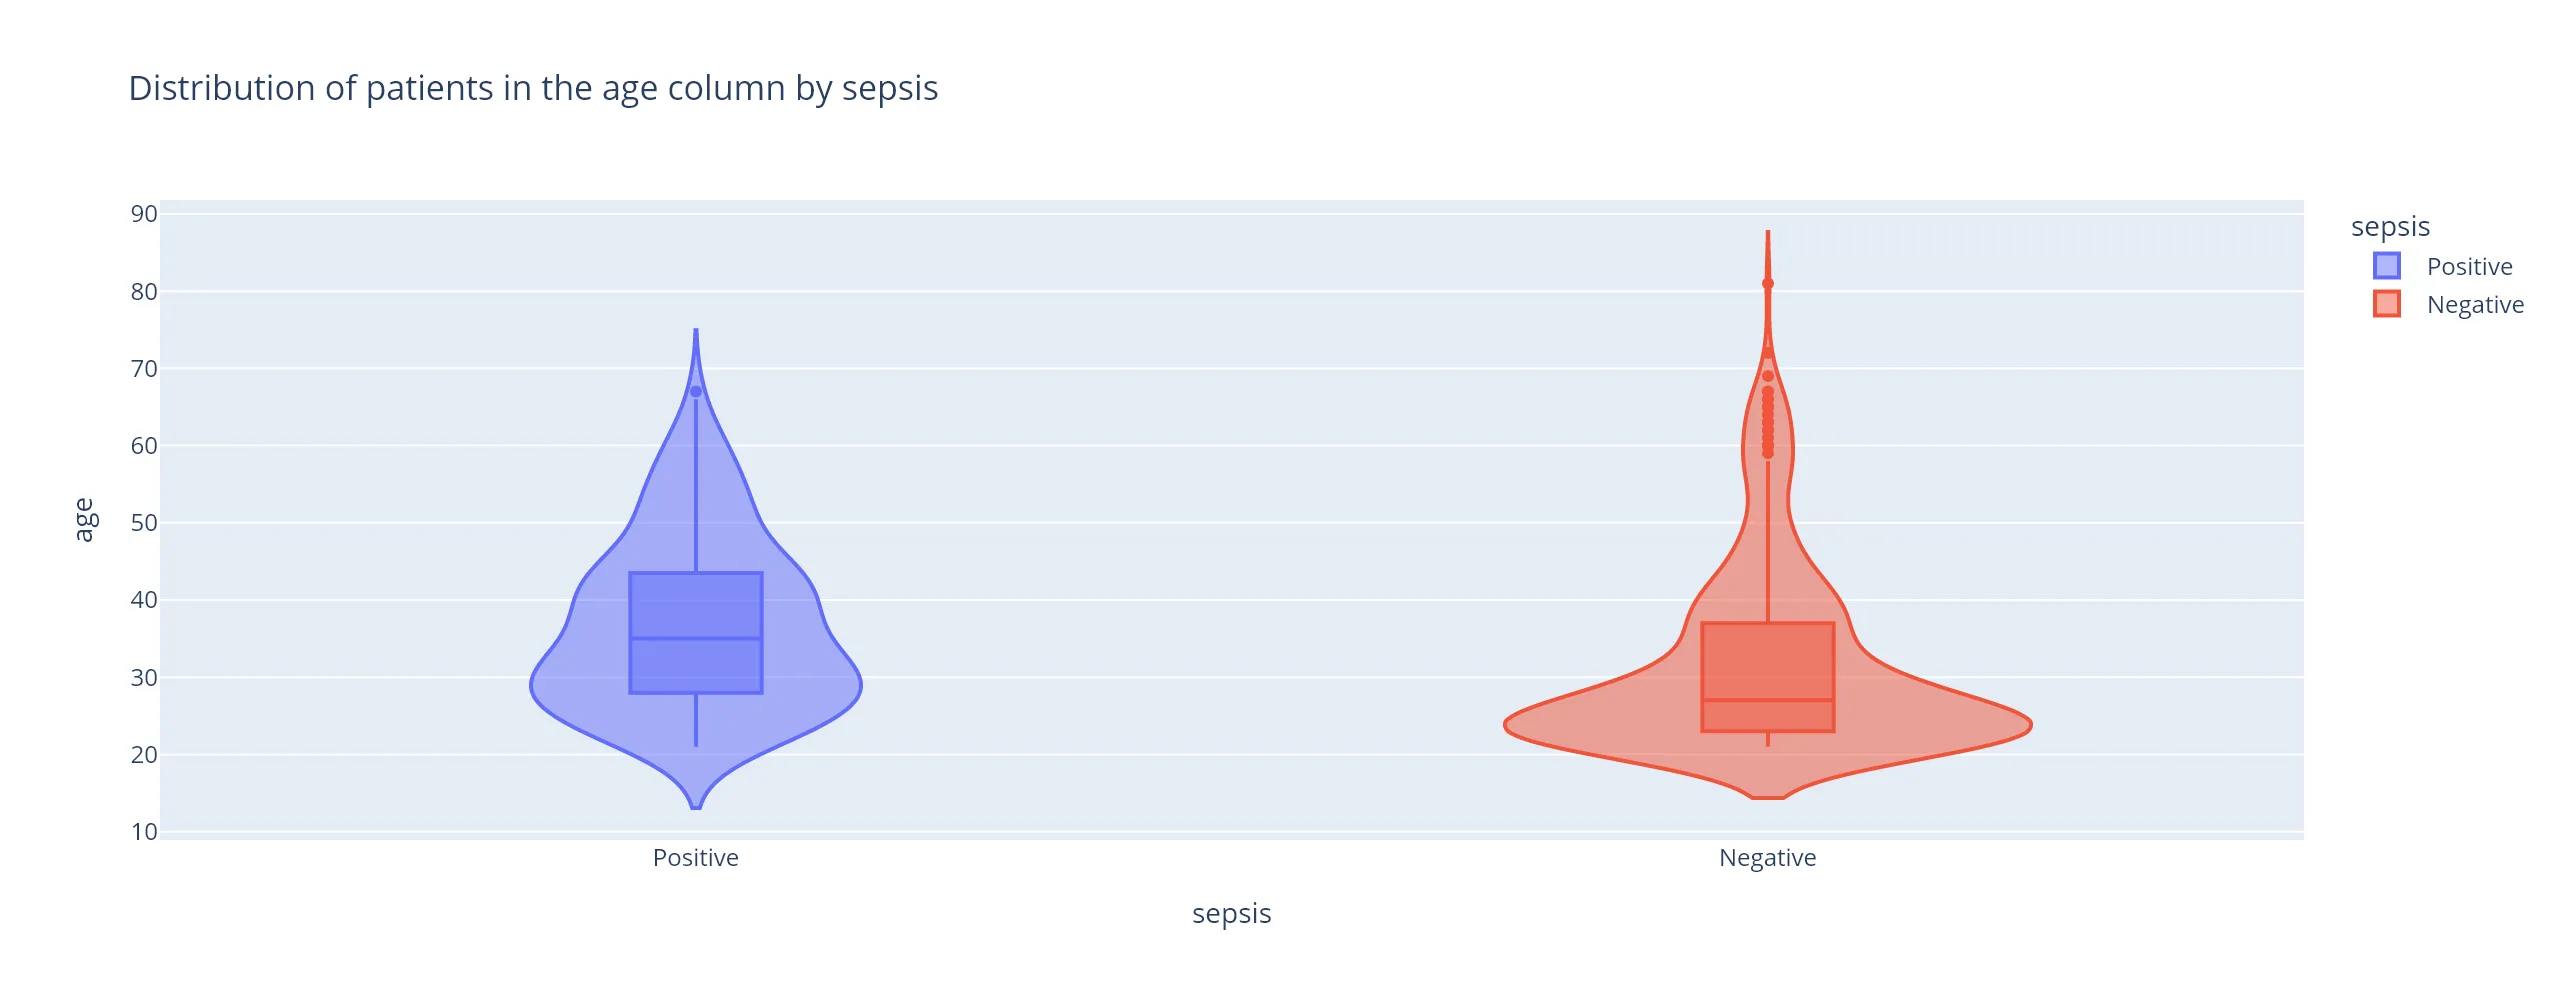 Distribution of patients in the age column by sepsis
90
80
70
60
50
40
30
20
10
age
Positive
Negative
sepsis
sepsis
Positive
Negative